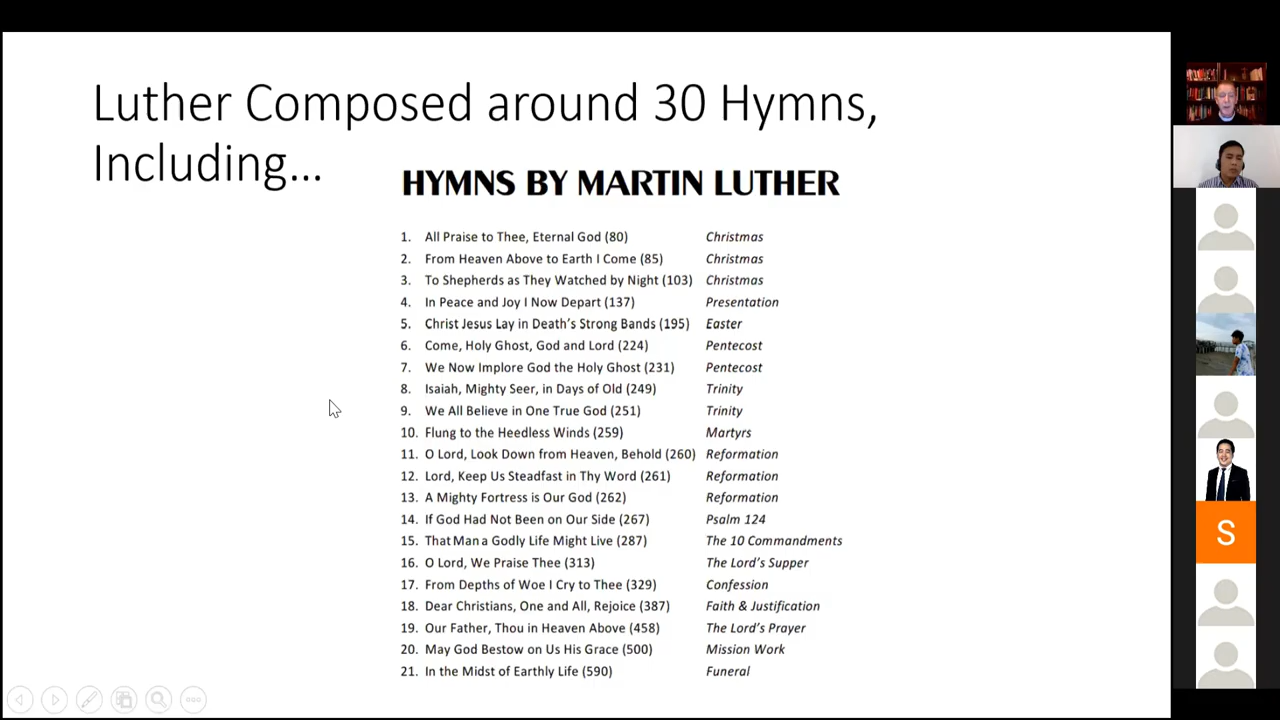 Luther Composed around 30 Hymns,
Including...
HYMNS BY MARTIN LUTHER
1. All Praise to Thee, Eternal God (80) Christmas
2. From Heaven Above to Earth I Come (85) Christmas
3. To Shepherds as They Watched by Night (103) Christmas
4. In Peace and Joy I Now Depart (137) Presentation
5. Christ Jesus Lay in Death's Strong Bands (195) Easter
6. Come, Holy Ghost, God and Lord (224) Pentecost
7. We Now Implore God the Holy Ghost (231) Pentecost
8. Isaiah, Mighty Seer, in Days of Old (249) Trinity
9. We All Believe in One True God (251) Trinity
10. Flung to the Heedless Winds (259) Martyrs
11. O Lord, Look Down from Heaven, Behold (260) Reformation
12. Lord, Keep Us Steadfast in Thy Word (261) Reformation
13. A Mighty Fortress is Our God (262) Reformation
14. If God Had Not Been on Our Side (267) Psalm 124
15. That Man a Godly Life Might Live (287) The 10 Commandments
16. O Lord, We Praise Thee (313) The Lord's Supper
17. From Depths of Woe I Cry to Thee (329) Confession
18. Dear Christians, One and All, Rejoice (387) Faith & Justification
19. Our Father, Thou in Heaven Above (458) The Lord's Prayer
20. May God Bestow on Us His Grace (500) Mission Work
21. In the Midst of Earthly Life (590) Funeral
S